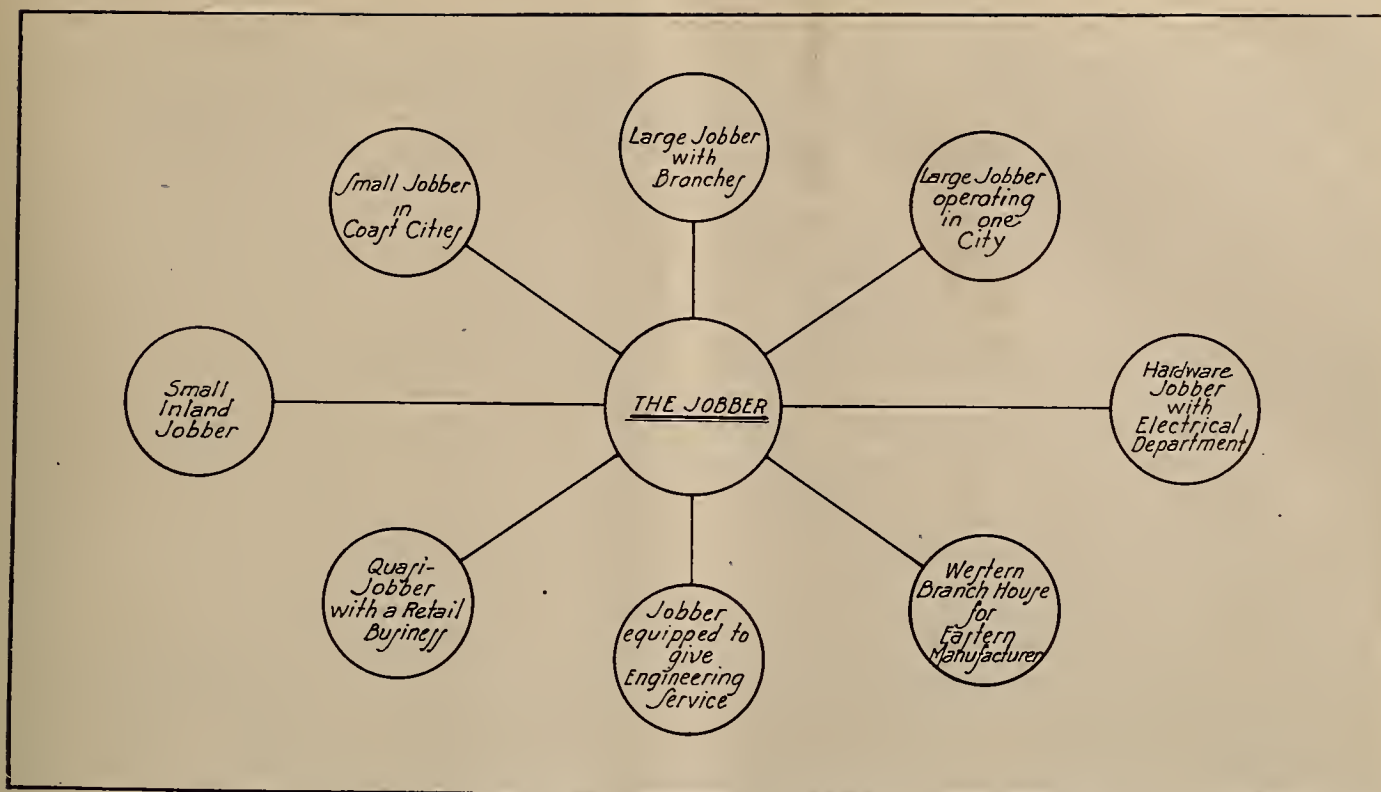 Large Jobber
with
Branches
Small Jobber
in
Coast Cities
Large Jobber
operating
in one
City
Small
Inland
Jobber
THE JOBBER
Hardware
Jobber
with
Electrical
Department
Quasi-
Jobber
with a Retail
Business
Jobber
equipped to
give
Engineering
Service
Western
Branch House
for
Eastern
Manufacturer